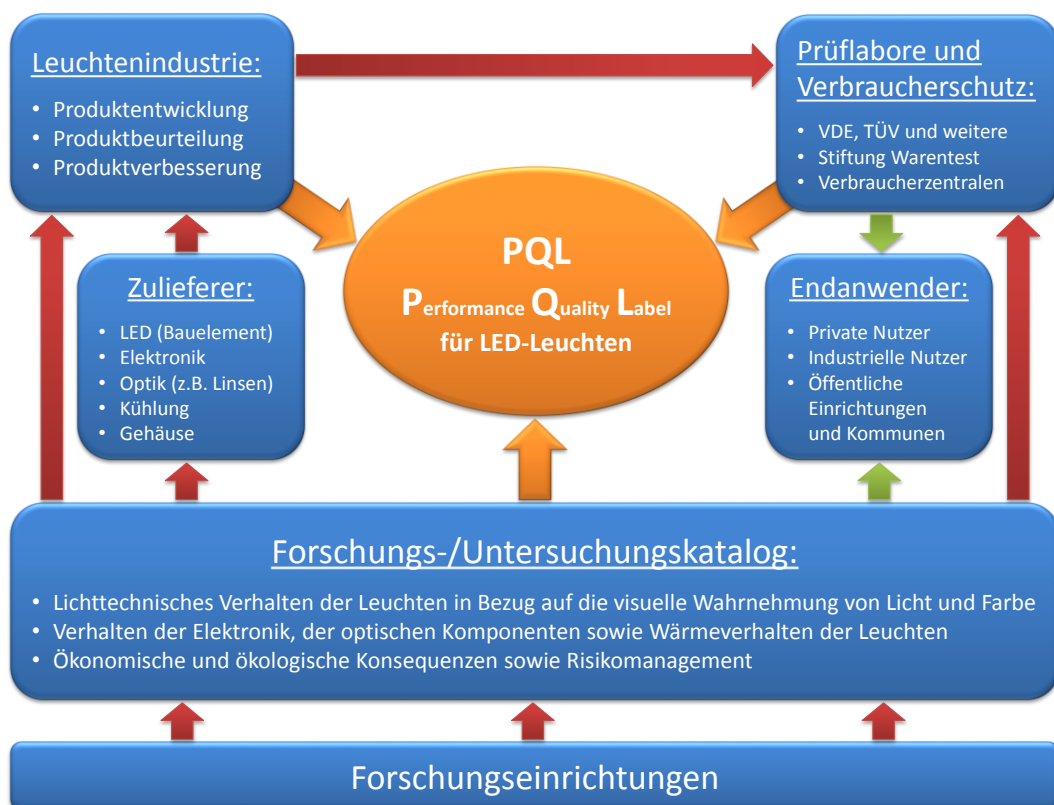 Leuchtenindustrie:
• Produktentwicklung
• Produktbeurteilung
• Produktverbesserung
Prüflabore und
Verbraucherschutz:
• VDE, TÜV und weitere
• Stiftung Warentest
• Verbraucherzentralen
PQL
Performance Quality Label
für LED-Leuchten
Zulieferer:
• LED (Bauelement)
• Elektronik
• Optik (z.B. Linsen)
• Kühlung
• Gehäuse
Endanwender:
• Private Nutzer
• Industrielle Nutzer
• Öffentliche
Einrichtungen
und Kommunen
Forschungs-/Untersuchungskatalog:
• Lichttechnisches Verhalten der Leuchten in Bezug auf die visuelle Wahrnehmung von Licht und Farbe
• Verhalten der Elektronik, der optischen Komponenten sowie Wärmeverhalten der Leuchten
• Ökonomische und ökologische Konsequenzen sowie Risikomanagement
Forschungseinrichtungen